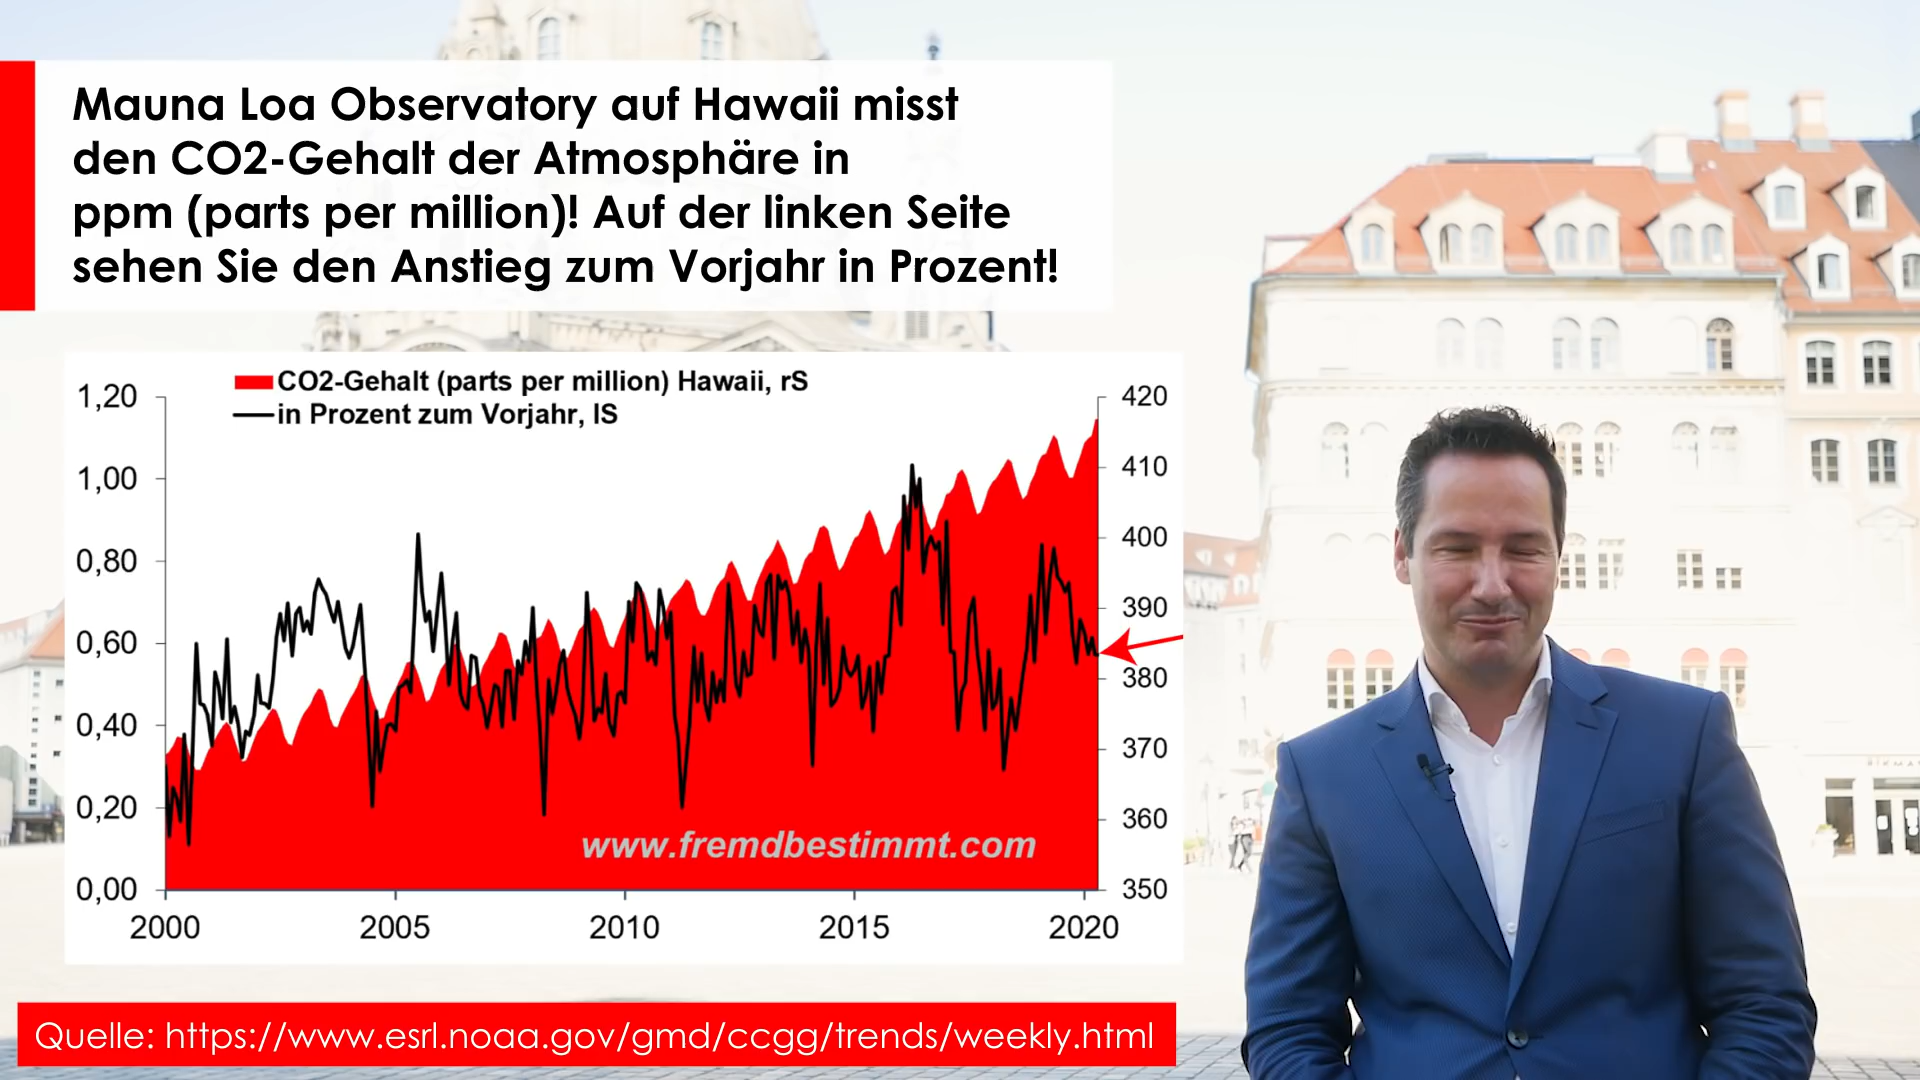 Mauna Loa Observatory auf Hawaii misst
den CO2-Gehalt der Atmosphäre in
ppm (parts per million)! Auf der linken Seite
sehen Sie den Anstieg zum Vorjahr in Prozent!
CO2-Gehalt (parts per million) Hawaii, rS
in Prozent zum Vorjahr, lS
1,20
1,00
0,80
0,60
0,40
0,20
0,00
420
410
400
390
380
370
360
350
www.fremdbestimmt.com
2000 2005 2010 2015 2020
Quelle: https://www.esrl.noaa.gov/gmd/ccgg/trends/weekly.html